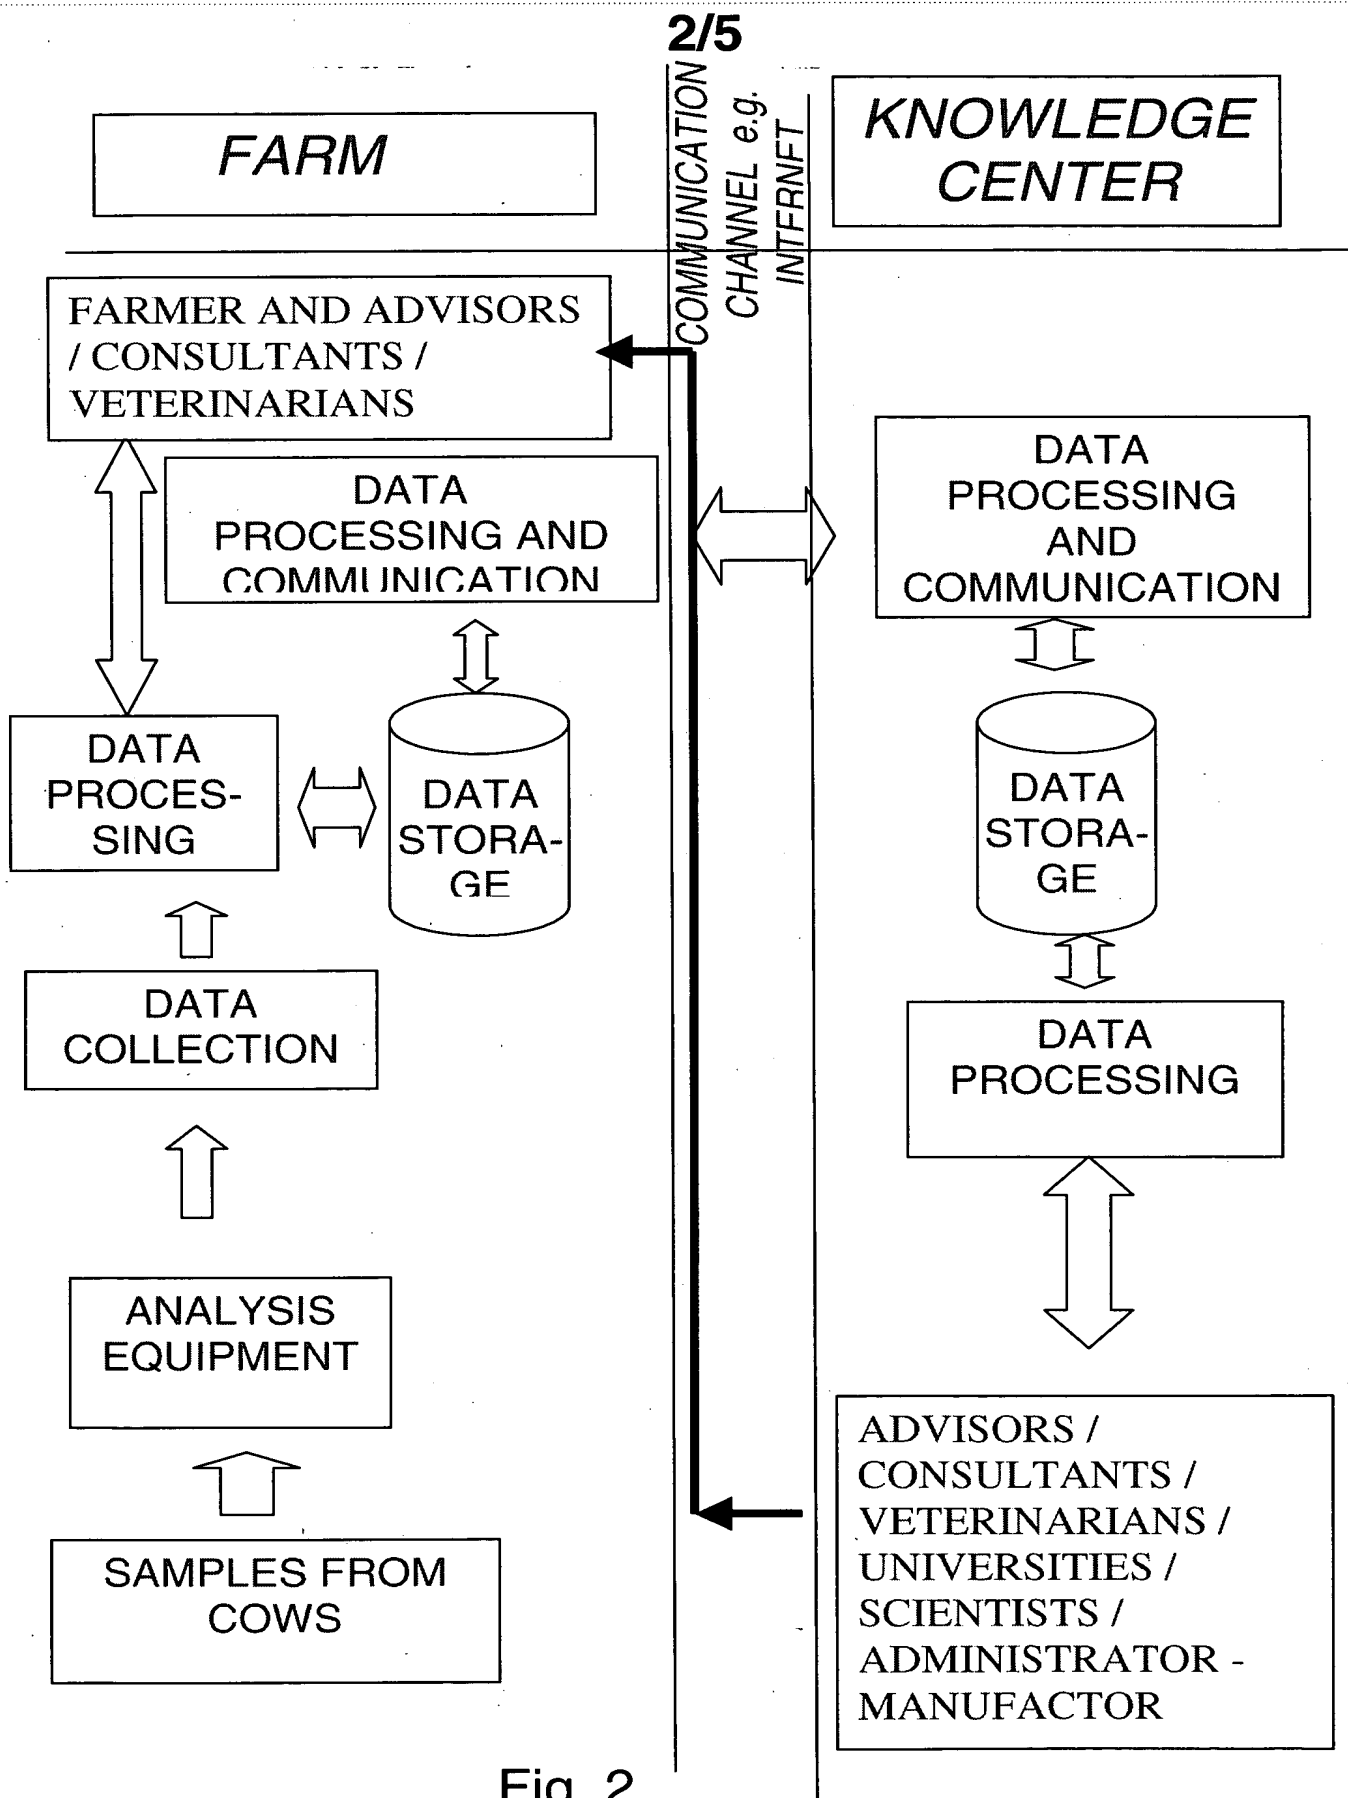 2/5
FARM
COMMUNICATION
CHANNEL e.g.
INTERNET
KNOWLEDGE
CENTER
FARMER AND ADVISORS
/ CONSULTANTS /
VETERINARIANS
DATA
PROCESSING AND
COMMUNICATION
DATA
PROCES-
SING
DATA
STORA-
GE
DATA
COLLECTION
ANALYSIS
EQUIPMENT
SAMPLES FROM
COWS
DATA
PROCESSING
AND
COMMUNICATION
DATA
STORA-
GE
DATA
PROCESSING
ADVISORS /
CONSULTANTS /
VETERINARIANS /
UNIVERSITIES /
SCIENTISTS /
ADMINISTRATOR -
MANUFACTOR
Fig. 2